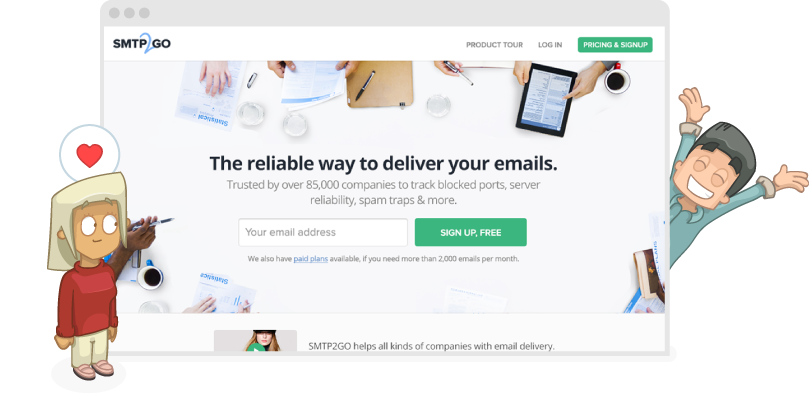 SMTP2GO
PRODUCT TOUR LOG IN PRICING & SIGNUP
Statistical
The reliable way to deliver your emails.
Trusted by over 85,000 companies to track blocked ports, server
reliability, spam traps & more.
Your email address SIGN UP, FREE
We also have paid plans available, if you need more than 2,000 emails per month.
Statistical
SMTP2GO helps all kinds of companies with email delivery.